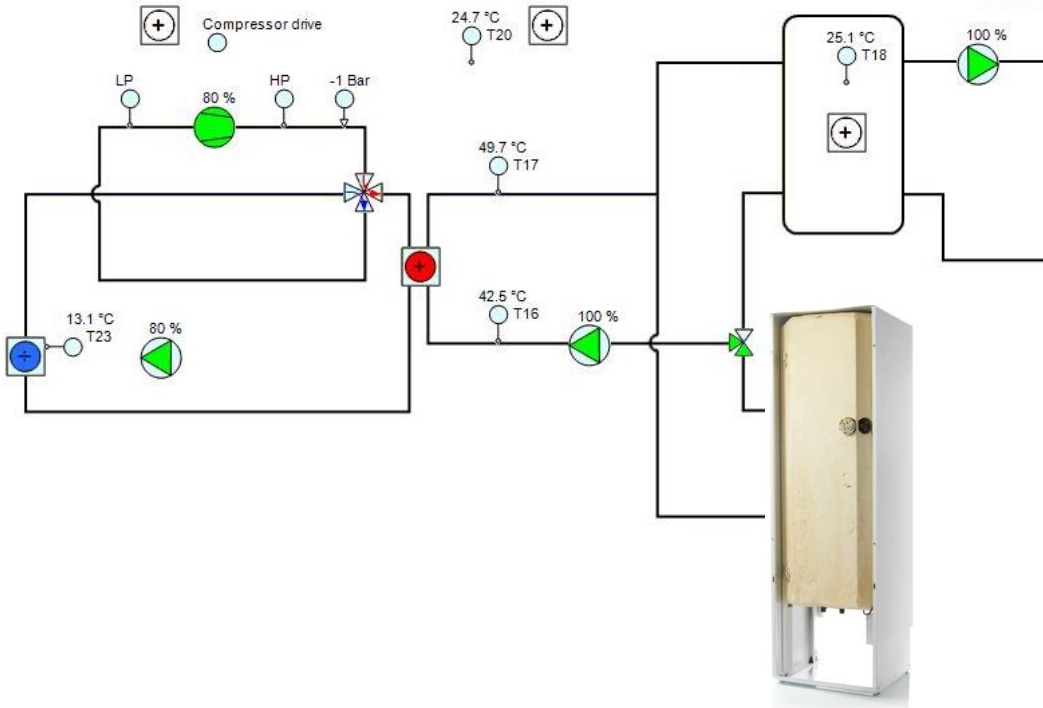 24.7 °C
T20
Compressor drive
LP
80 %
HP
-1 Bar
25.1 °C
T18
100 %
49.7 °C
T17
42.5 °C
T16
100 %
13.1 °C
T23
80 %